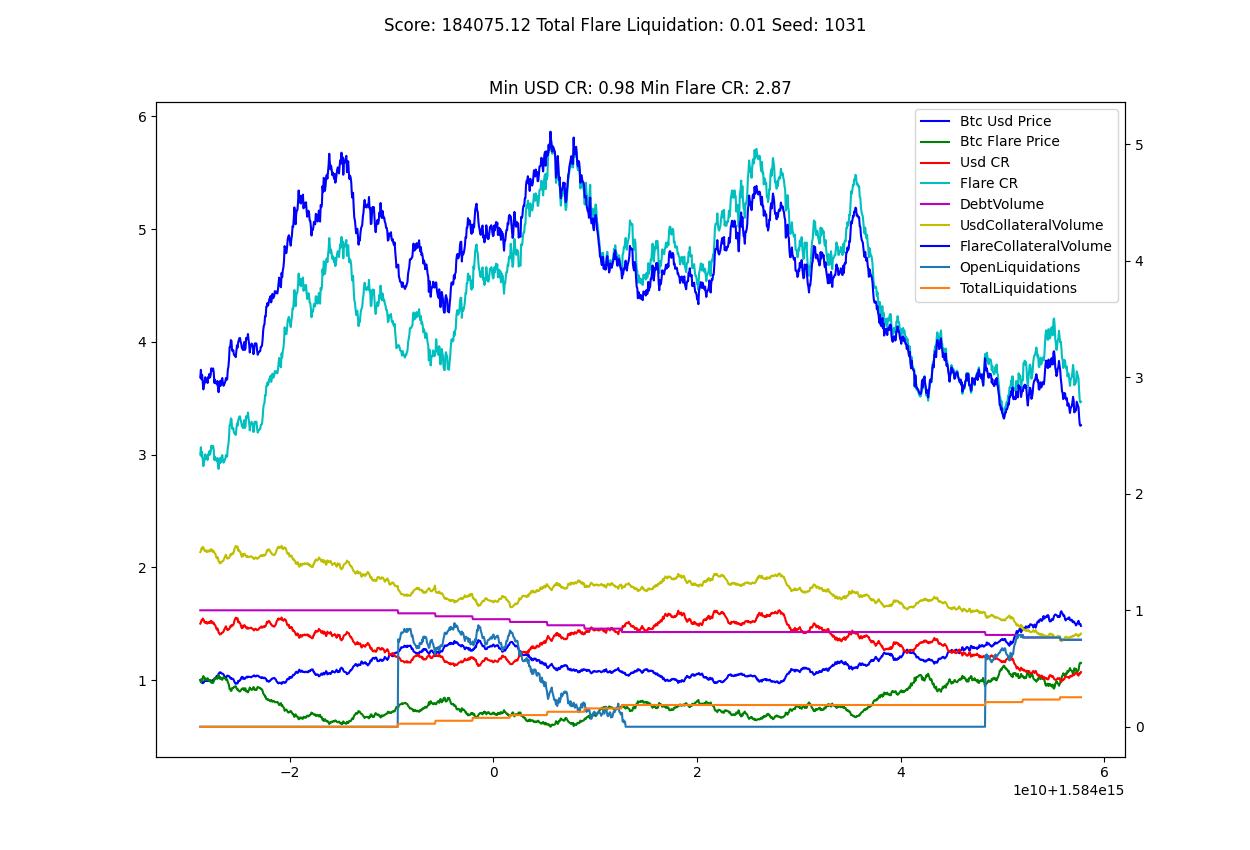 Score: 184075.12 Total Flare Liquidation: 0.01 Seed: 1031
Min USD CR: 0.98 Min Flare CR: 2.87
Btc Usd Price
Btc Flare Price
Usd CR
Flare CR
DebtVolume
UsdCollateralVolume
FlareCollateralVolume
OpenLiquidations
TotalLiquidations
6
5
4
3
2
1
5
4
3
2
1
0
−2
0
2
4
6
1e10+1.584e15